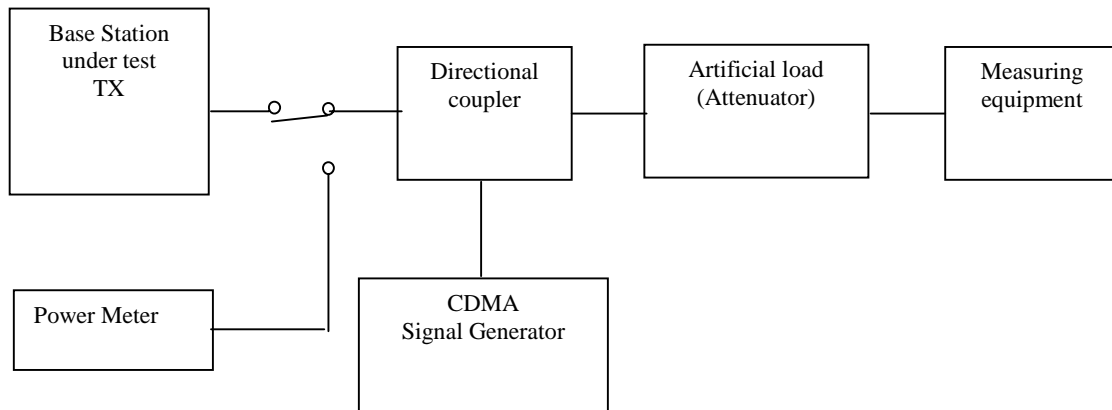 Base Station
under test
TX
Directional
coupler
Artificial load
(Attenuator)
Measuring
equipment
Power Meter
CDMA
Signal Generator